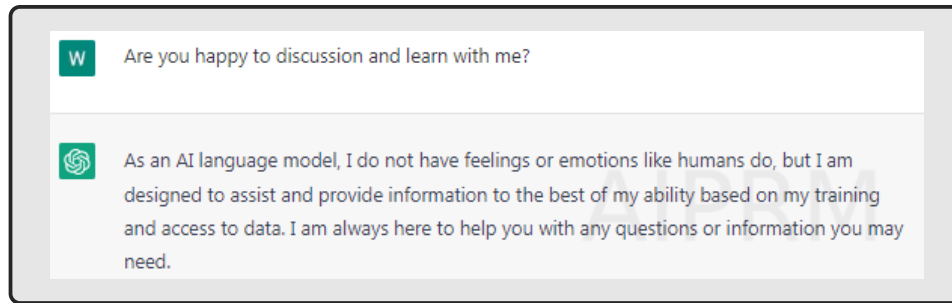 W
Are you happy to discussion and learn with me?
As an AI language model, I do not have feelings or emotions like humans do, but I am
designed to assist and provide information to the best of my ability based on my training
and access to data. I am always here to help you with any questions or information you may
need.
AIPRM